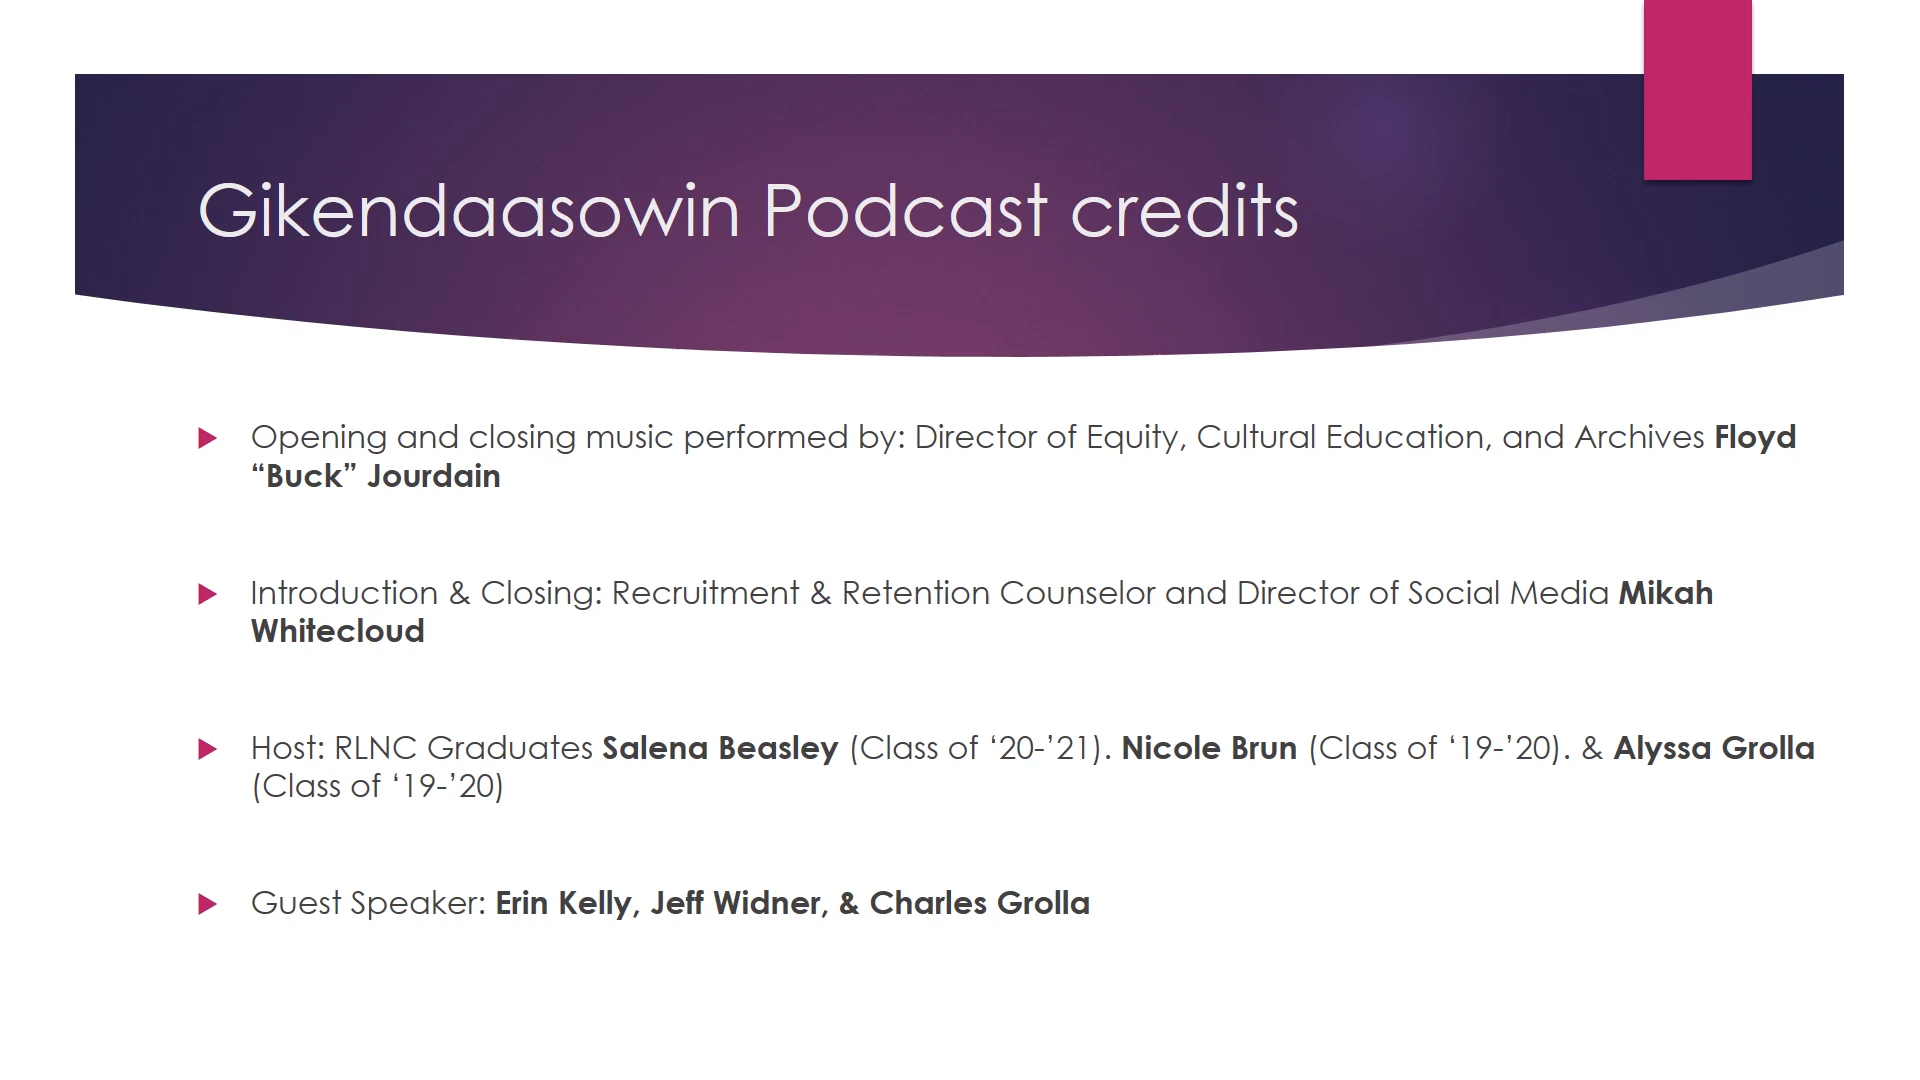 Gikendaasowin Podcast credits
Opening and closing music performed by: Director of Equity, Cultural Education, and Archives Floyd
“Buck” Jourdain
Introduction & Closing: Recruitment & Retention Counselor and Director of Social Media Mikah
Whitecloud
Host: RLNC Graduates Salena Beasley (Class of ‘20-’21). Nicole Brun (Class of ‘19-’20). & Alyssa Grolla
(Class of ‘19-’20)
Guest Speaker: Erin Kelly, Jeff Widner, & Charles Grolla